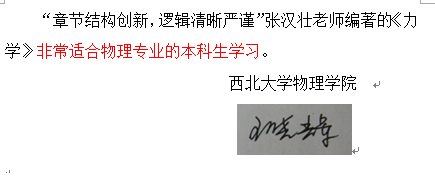 “章节结构创新，逻辑清晰严谨”张汉壮老师编著的《力
学》非常适合物理专业的本科生学习。
西北大学物理学院